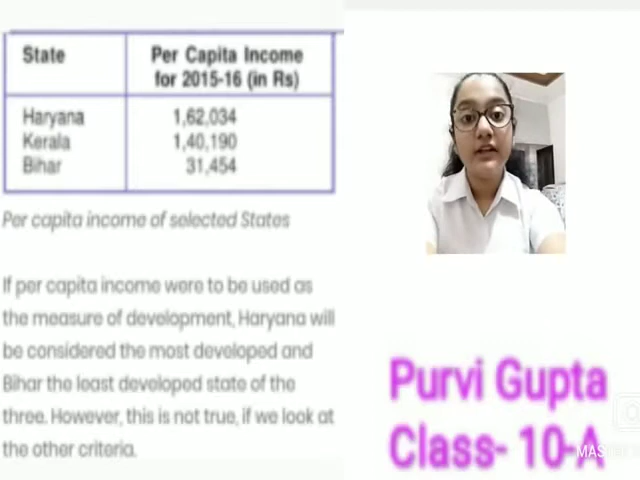 State Per Capita Income
for 2015-16 (in Rs)
Haryana 1,62,034
Kerala 1,40,190
Bihar 31,454
Per capita income of selected States
If per capita income were to be used as
the measure of development, Haryana will
be considered the most developed and
Bihar the least developed state of the
three. However, this is not true, if we look at
the other criteria.
Purvi Gupta
Class- 10-A